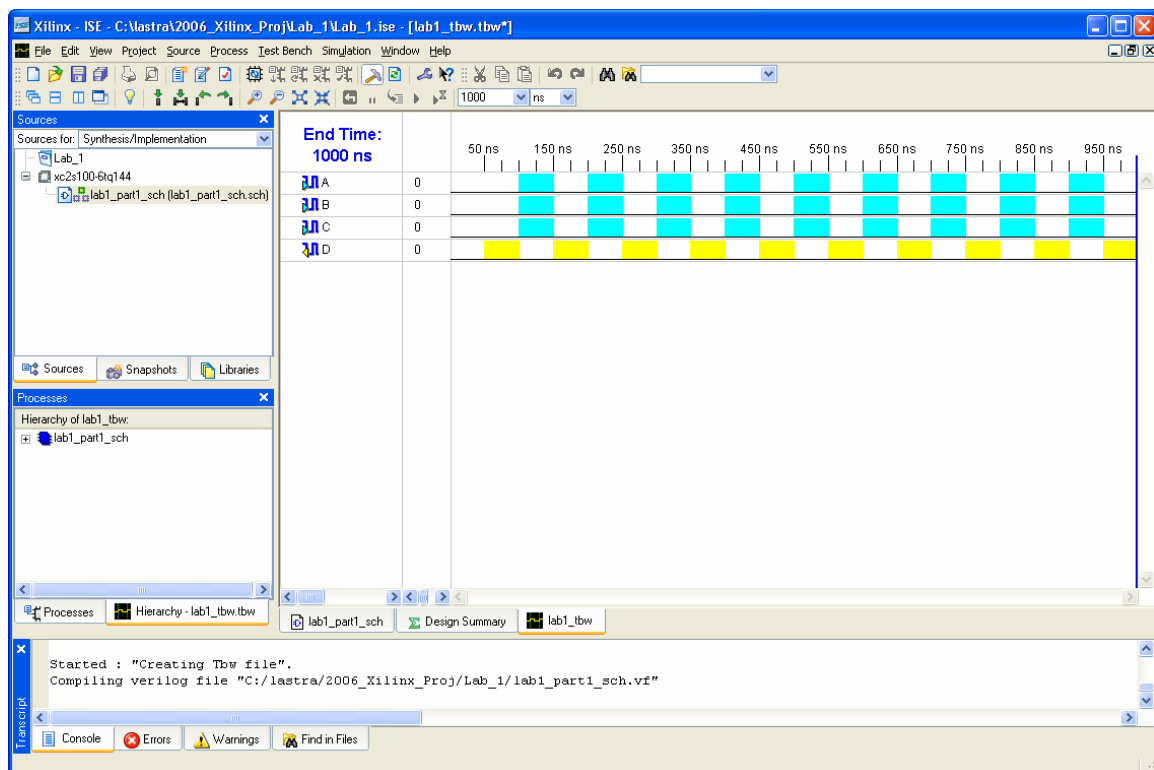 Xilinx - ISE - C:\lastra\2006_Xilinx_Proj\Lab_1\Lab_1.ise - [lab1_tbw.tbw*]
File Edit View Project Source Process Test Bench Simulation Window Help
1000 ns
Sources
Sources for: Synthesis/Implementation
Lab_1
xc2s100-6tq144
lab1_part1_sch (lab1_part1_sch.sch)
Sources Snapshots Libraries
Processes
Hierarchy of lab1_tbw:
lab1_part1_sch
Processes Hierarchy - lab1_tbw.tbw
End Time:
1000 ns
50 ns 150 ns 250 ns 350 ns 450 ns 550 ns 650 ns 750 ns 850 ns 950 ns
A 0
B 0
C 0
D 0
lab1_part1_sch Design Summary lab1_tbw
Started : "Creating Tbw file".
Compiling verilog file "C:/lastra/2006_Xilinx_Proj/Lab_1/lab1_part1_sch.vf"
Transcript
Console Errors Warnings Find in Files